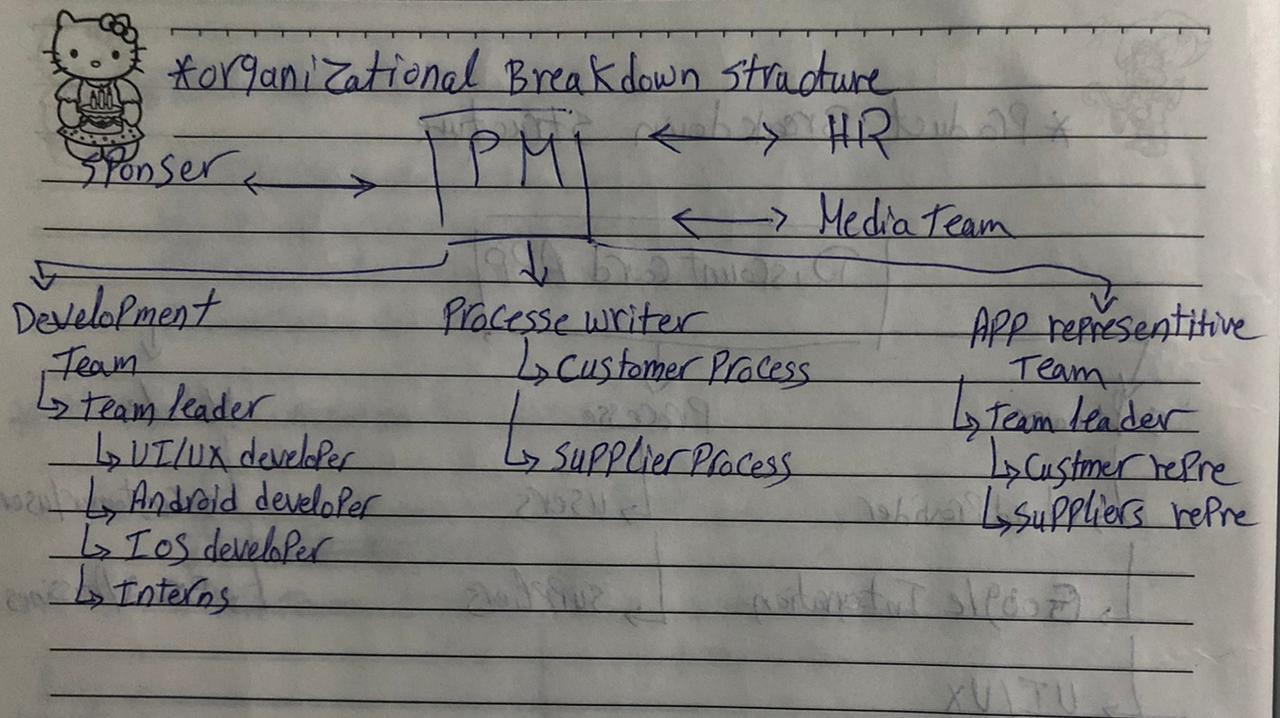 *Organizational Breakdown Stracture
PM ↔ HR
Sponser ↔
↔ Media Team
Development
Team
↳ Team leader
↳ UI/UX developer
↳ Android developer
↳ Ios developer
↳ Interns
Processe writer
↳ Customer Process
↳ Supplier Process
APP representitive
Team
↳ Team leader
↳ Custmer repre
↳ Suppliers repre